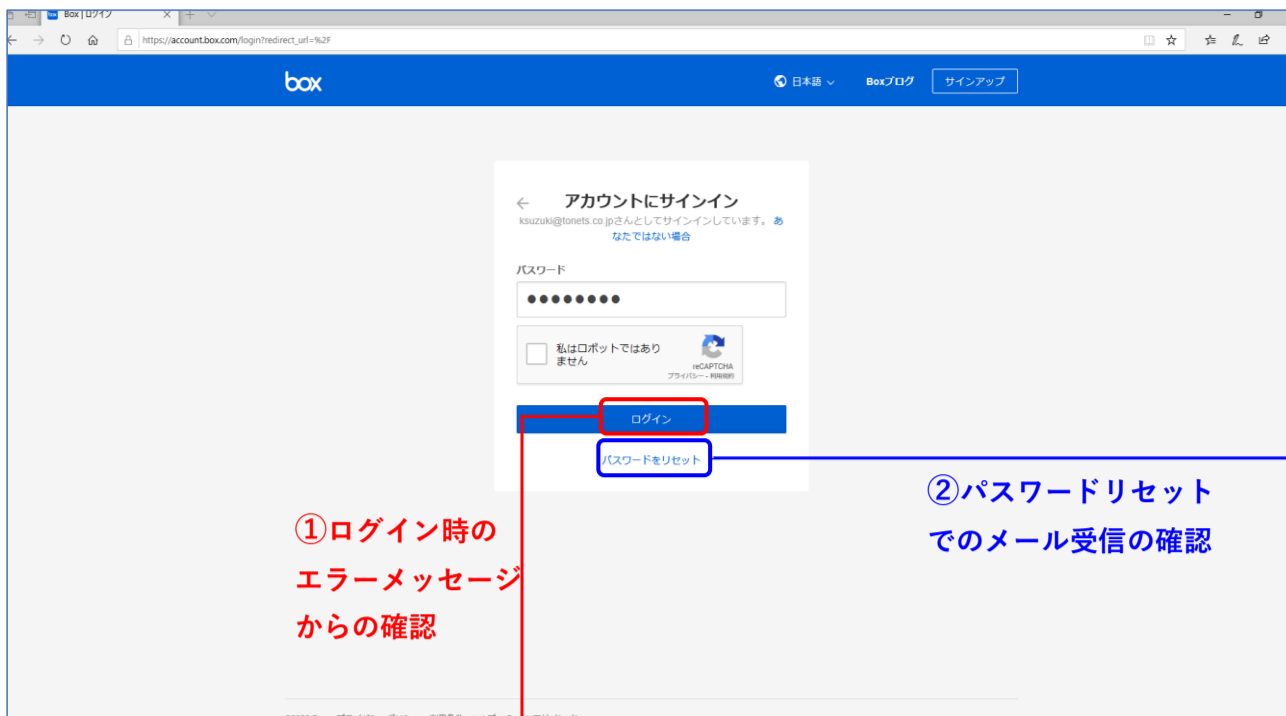 Box | ログイン
https://account.box.com/login?redirect_url=%2F
box
日本語
Boxブログ
サインアップ
アカウントにサインイン
ksuzuki@tonets.co.jpさんとしてサインインしています。 あ
なたではない場合
パスワード
私はロボットではあり
ません
reCAPTCHA
プライバシー - 利用規約
ログイン
パスワードをリセット
②パスワードリセット
でのメール受信の確認
①ログイン時の
エラーメッセージ
からの確認